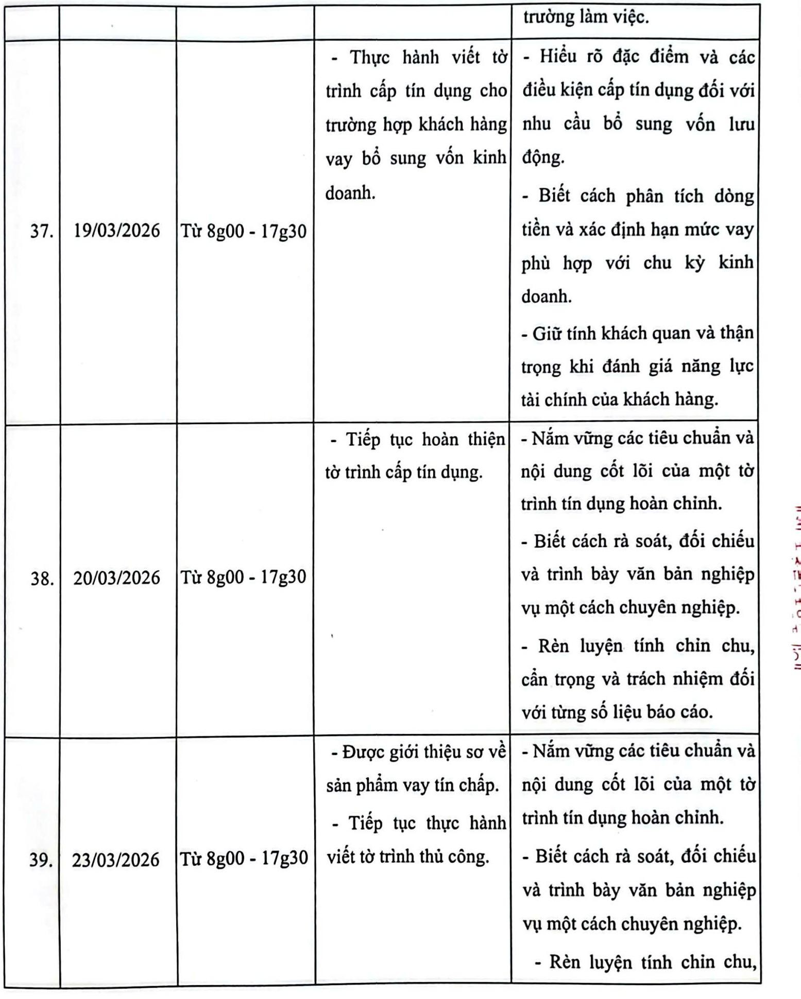 trường làm việc.
37.
19/03/2026
Từ 8g00 - 17g30
- Thực hành viết tờ
trình cấp tín dụng cho
trường hợp khách hàng
vay bổ sung vốn kinh
doanh.
- Hiểu rõ đặc điểm và các
điều kiện cấp tín dụng đối với
nhu cầu bổ sung vốn lưu
động.
- Biết cách phân tích dòng
tiền và xác định hạn mức vay
phù hợp với chu kỳ kinh
doanh.
- Giữ tính khách quan và thận
trọng khi đánh giá năng lực
tài chính của khách hàng.
38.
20/03/2026
Từ 8g00 - 17g30
- Tiếp tục hoàn thiện
tờ trình cấp tín dụng.
- Nắm vững các tiêu chuẩn và
nội dung cốt lõi của một tờ
trình tín dụng hoàn chỉnh.
- Biết cách rà soát, đối chiếu
và trình bày văn bản nghiệp
vụ một cách chuyên nghiệp.
- Rèn luyện tính chỉn chu,
cẩn trọng và trách nhiệm đối
với từng số liệu báo cáo.
39.
23/03/2026
Từ 8g00 - 17g30
- Được giới thiệu sơ về
sản phẩm vay tín chấp.
- Tiếp tục thực hành
viết tờ trình thủ công.
- Nắm vững các tiêu chuẩn và
nội dung cốt lõi của một tờ
trình tín dụng hoàn chỉnh.
- Biết cách rà soát, đối chiếu
và trình bày văn bản nghiệp
vụ một cách chuyên nghiệp.
- Rèn luyện tính chỉn chu,